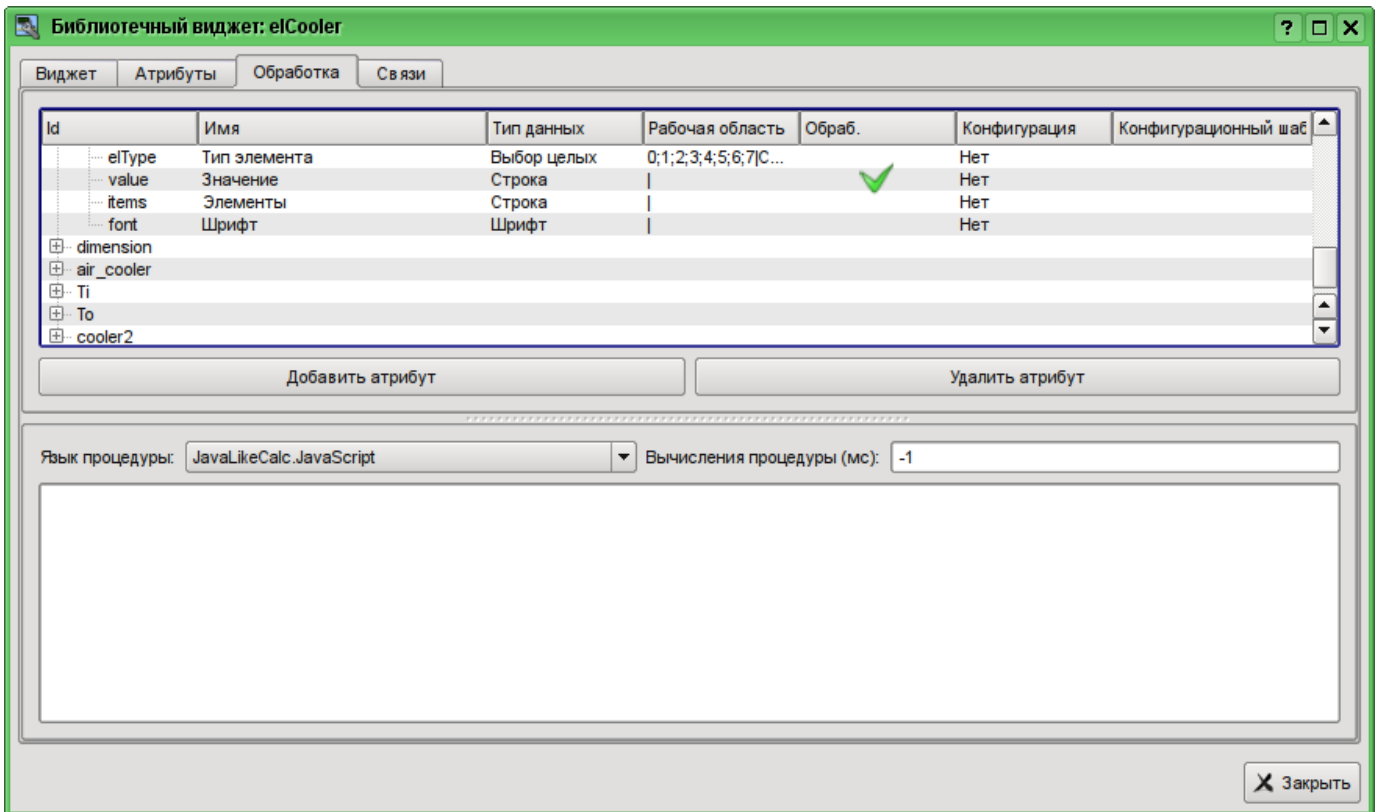 Библиотечный виджет: elCooler
Виджет Атрибуты Обработка Связи
Id Имя Тип данных Рабочая область Обраб. Конфигурация Конфигурационный шаб
elType Тип элемента Выбор целых 0;1;2;3;4;5;6;7|С... Нет
value Значение Строка | Нет
items Элементы Строка | Нет
font Шрифт Шрифт | Нет
dimension
air_cooler
Ti
To
cooler2
Добавить атрибут Удалить атрибут
Язык процедуры: JavaLikeCalc.JavaScript Вычисления процедуры (мс): -1
Закрыть